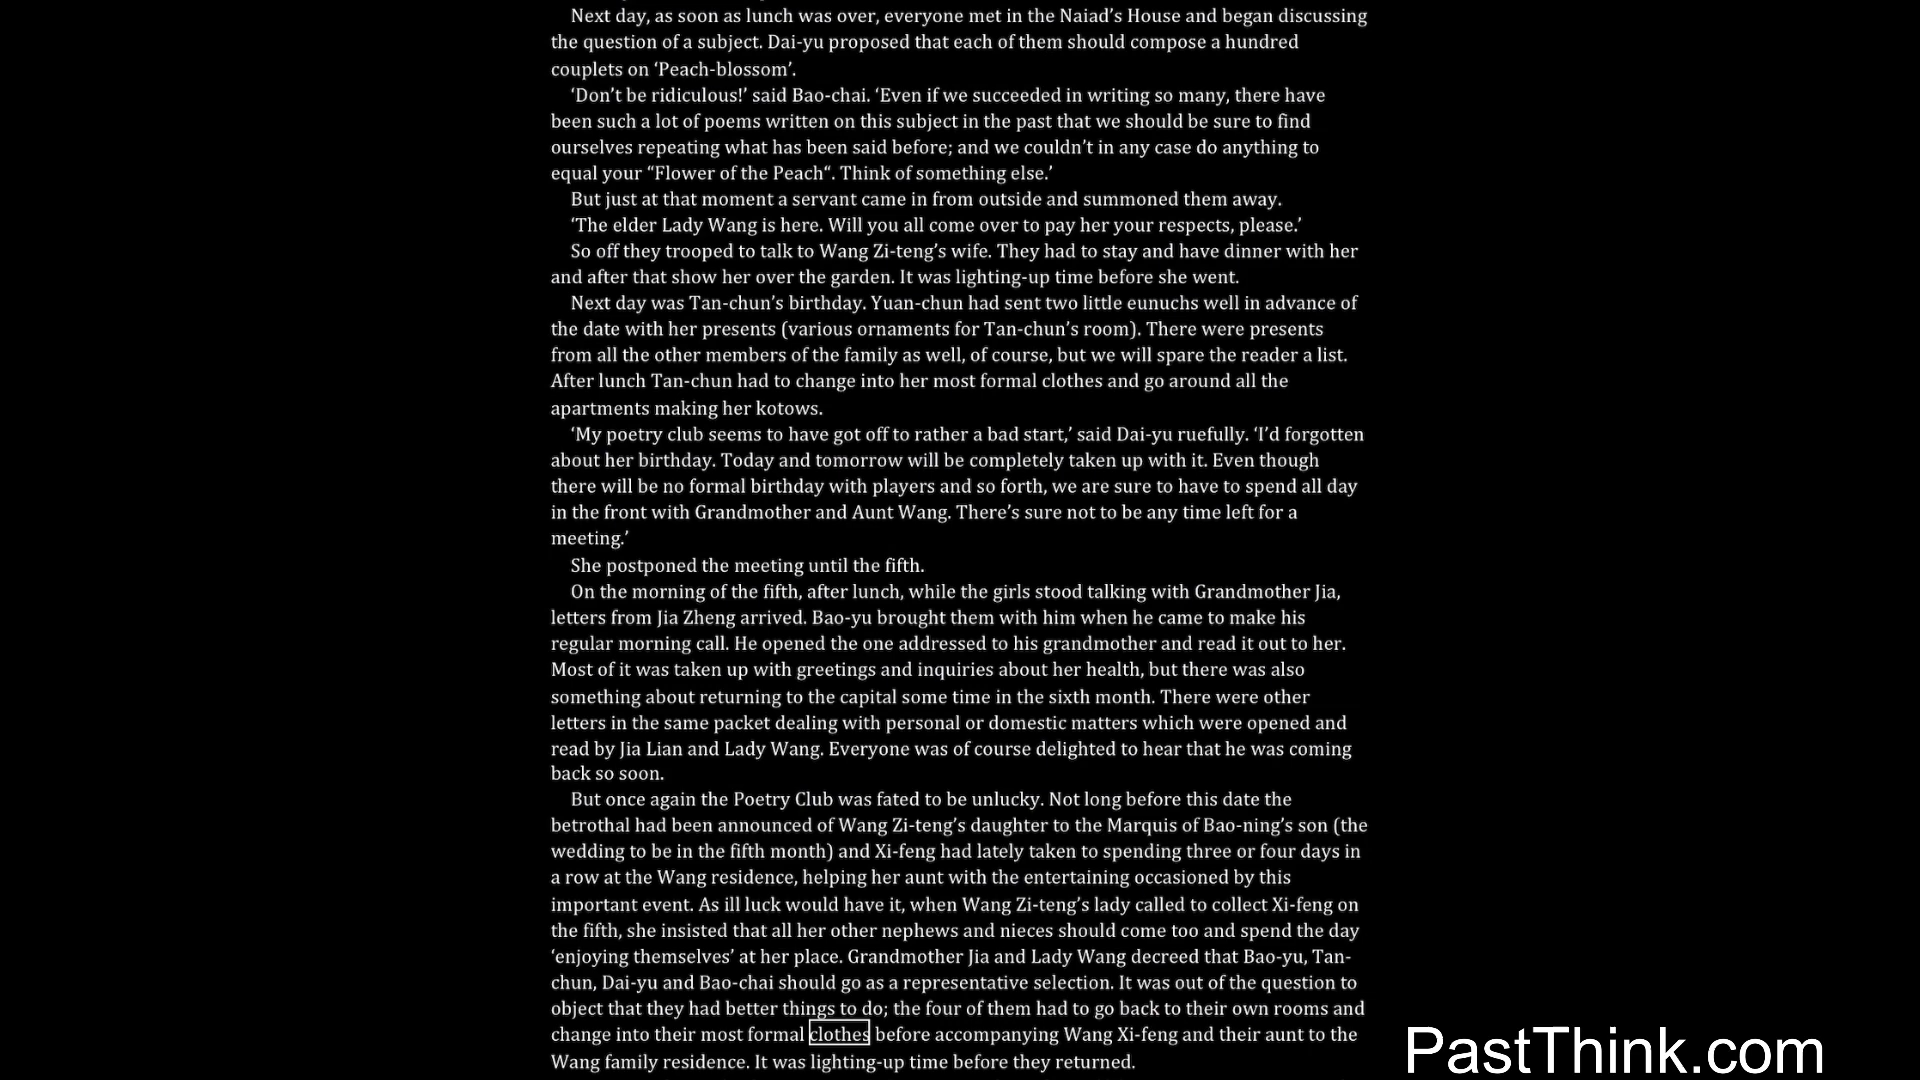 Next day, as soon as lunch was over, everyone met in the Naiad’s House and began discussing
the question of a subject. Dai-yu proposed that each of them should compose a hundred
couplets on ‘Peach-blossom’.
‘Don’t be ridiculous!’ said Bao-chai. ‘Even if we succeeded in writing so many, there have
been such a lot of poems written on this subject in the past that we should be sure to find
ourselves repeating what has been said before; and we couldn’t in any case do anything to
equal your “Flower of the Peach“. Think of something else.’
But just at that moment a servant came in from outside and summoned them away.
‘The elder Lady Wang is here. Will you all come over to pay her your respects, please.’
So off they trooped to talk to Wang Zi-teng’s wife. They had to stay and have dinner with her
and after that show her over the garden. It was lighting-up time before she went.
Next day was Tan-chun’s birthday. Yuan-chun had sent two little eunuchs well in advance of
the date with her presents (various ornaments for Tan-chun’s room). There were presents
from all the other members of the family as well, of course, but we will spare the reader a list.
After lunch Tan-chun had to change into her most formal clothes and go around all the
apartments making her kotows.
‘My poetry club seems to have got off to rather a bad start,’ said Dai-yu ruefully. ‘I’d forgotten
about her birthday. Today and tomorrow will be completely taken up with it. Even though
there will be no formal birthday with players and so forth, we are sure to have to spend all day
in the front with Grandmother and Aunt Wang. There’s sure not to be any time left for a
meeting.’
She postponed the meeting until the fifth.
On the morning of the fifth, after lunch, while the girls stood talking with Grandmother Jia,
letters from Jia Zheng arrived. Bao-yu brought them with him when he came to make his
regular morning call. He opened the one addressed to his grandmother and read it out to her.
Most of it was taken up with greetings and inquiries about her health, but there was also
something about returning to the capital some time in the sixth month. There were other
letters in the same packet dealing with personal or domestic matters which were opened and
read by Jia Lian and Lady Wang. Everyone was of course delighted to hear that he was coming
back so soon.
But once again the Poetry Club was fated to be unlucky. Not long before this date the
betrothal had been announced of Wang Zi-teng’s daughter to the Marquis of Bao-ning’s son (the
wedding to be in the fifth month) and Xi-feng had lately taken to spending three or four days in
a row at the Wang residence, helping her aunt with the entertaining occasioned by this
important event. As ill luck would have it, when Wang Zi-teng’s lady called to collect Xi-feng on
the fifth, she insisted that all her other nephews and nieces should come too and spend the day
‘enjoying themselves’ at her place. Grandmother Jia and Lady Wang decreed that Bao-yu, Tan-
chun, Dai-yu and Bao-chai should go as a representative selection. It was out of the question to
object that they had better things to do; the four of them had to go back to their own rooms and
change into their most formal clothes before accompanying Wang Xi-feng and their aunt to the
Wang family residence. It was lighting-up time before they returned.
PastThink.com